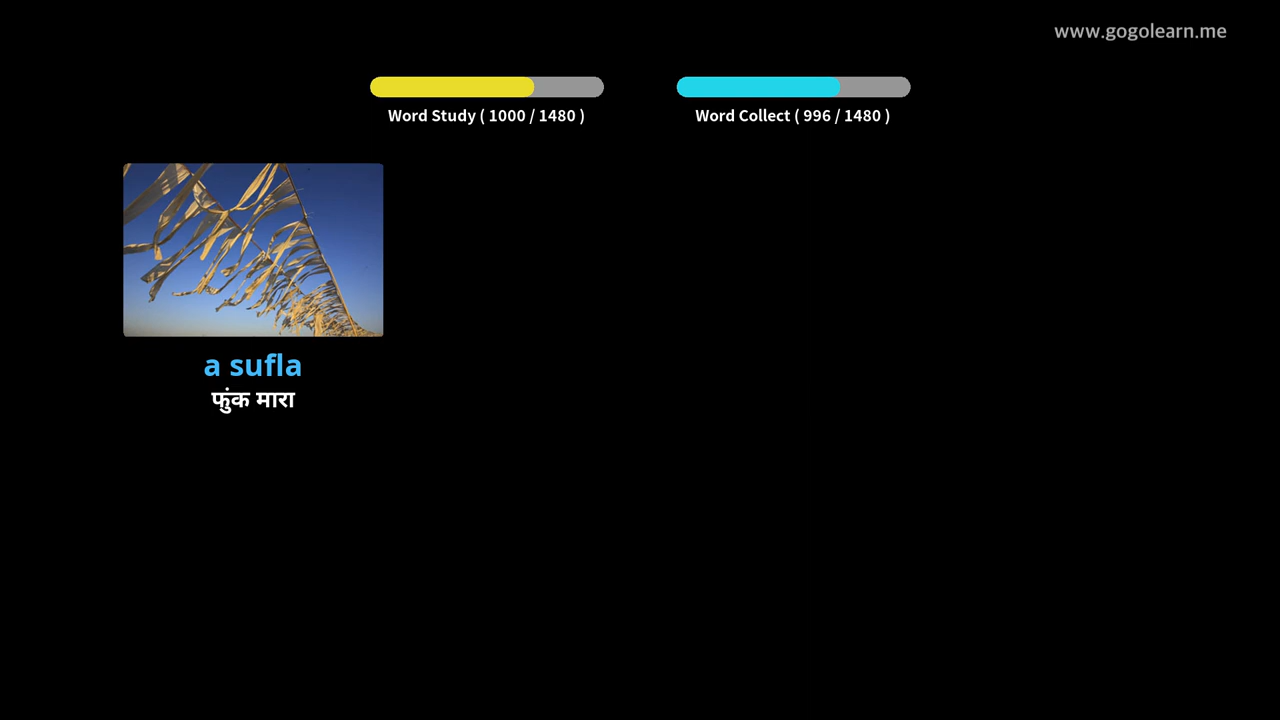 www.gogolearn.me
Word Study ( 1000 / 1480 )
Word Collect ( 996 / 1480 )
a sufla
फुंक मारा